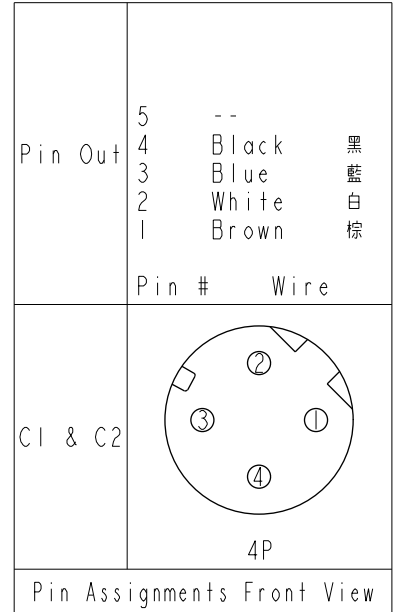 Pin Out
5 --
4 Black 黑
3 Blue 藍
2 White 白
1 Brown 棕
Pin # Wire
C1 & C2
2
3 1
4
4P
Pin Assignments Front View